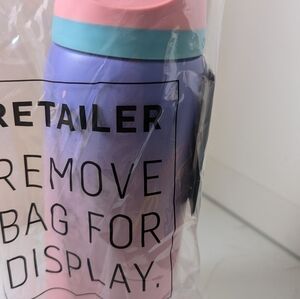 RETAILER
REMOVE
BAG FOR
DISPLAY.